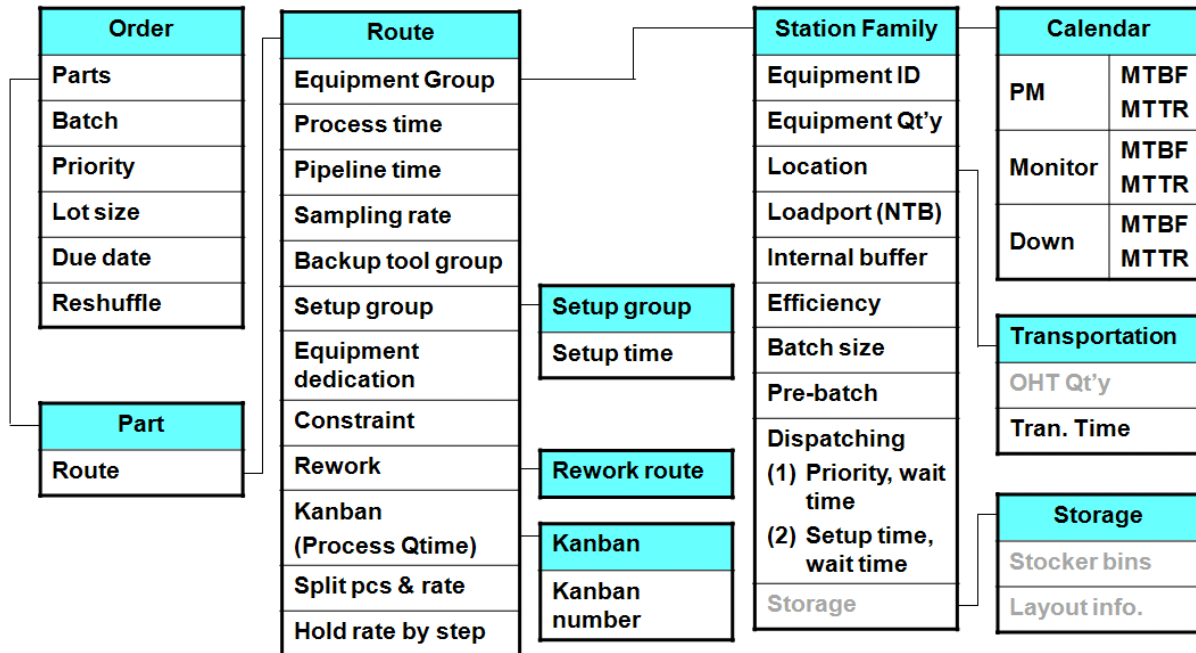 Order
Parts
Batch
Priority
Lot size
Due date
Reshuffle
Part
Route
Route
Equipment Group
Process time
Pipeline time
Sampling rate
Backup tool group
Setup group
Equipment
dedication
Constraint
Rework
Kanban
(Process Qtime)
Split pcs & rate
Hold rate by step
Setup group
Setup time
Rework route
Kanban
Kanban
number
Station Family
Equipment ID
Equipment Qt’y
Location
Loadport (NTB)
Internal buffer
Efficiency
Batch size
Pre-batch
Dispatching
(1) Priority, wait
time
(2) Setup time,
wait time
Storage
Calendar
PM
MTBF
MTTR
Monitor
MTBF
MTTR
Down
MTBF
MTTR
Transportation
OHT Qt’y
Tran. Time
Storage
Stocker bins
Layout info.